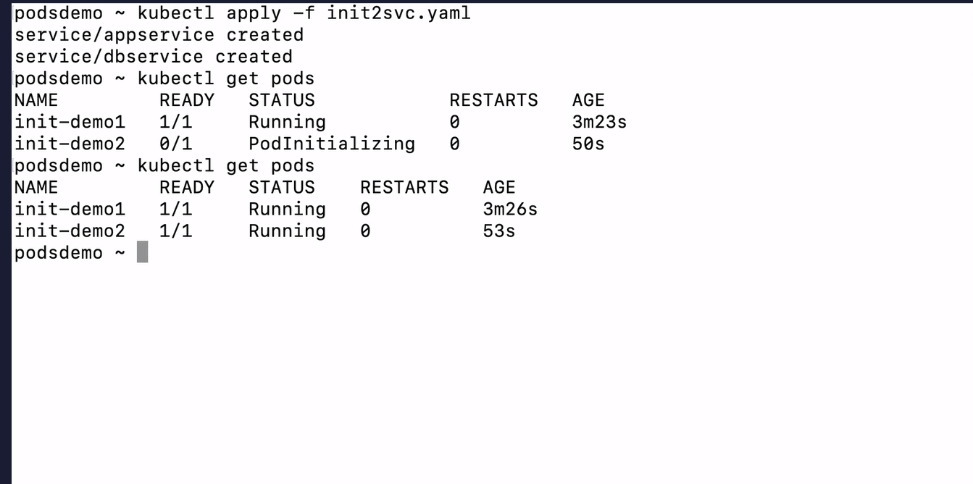 podsdemo ~ kubectl apply -f init2svc.yaml
service/appservice created
service/dbservice created
podsdemo ~ kubectl get pods
NAME         READY   STATUS            RESTARTS   AGE
init-demo1   1/1     Running           0          3m23s
init-demo2   0/1     PodInitializing   0          50s
podsdemo ~ kubectl get pods
NAME         READY   STATUS    RESTARTS   AGE
init-demo1   1/1     Running   0          3m26s
init-demo2   1/1     Running   0          53s
podsdemo ~